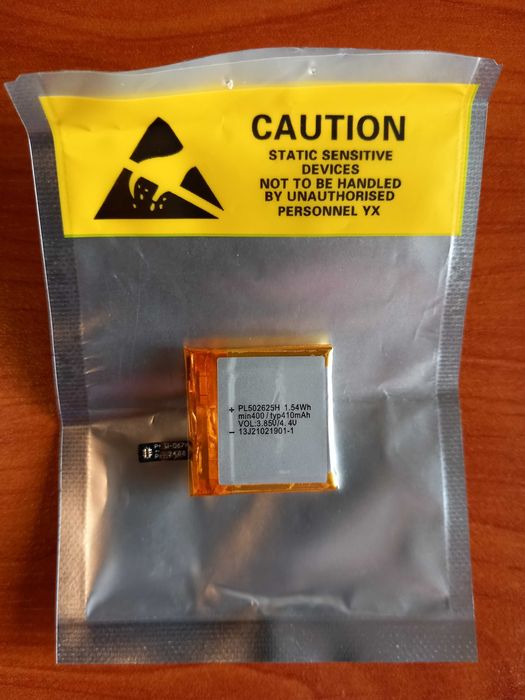 CAUTION
STATIC SENSITIVE
DEVICES
NOT TO BE HANDLED
BY UNAUTHORISED
PERSONNEL YX
+ PL502625H 1.54Wh
min400/typ410mAh
VOL:3.85V/4.4V
- 13J21021901-1